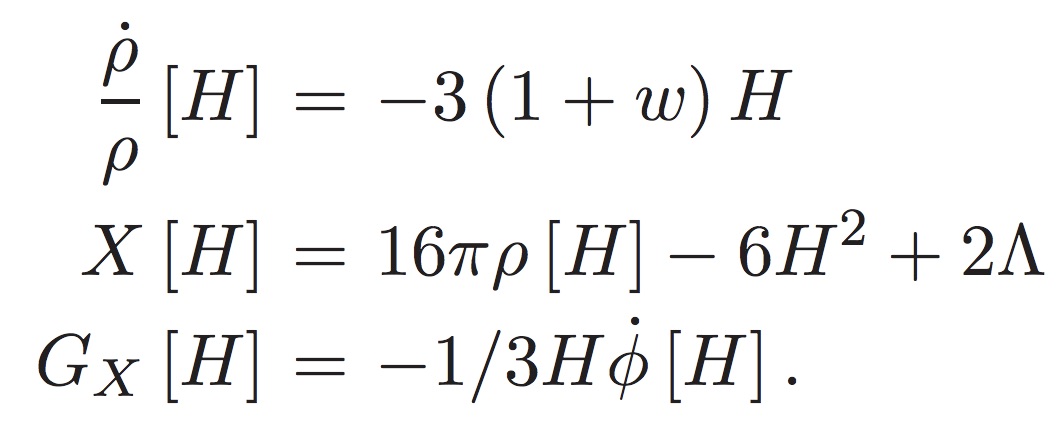 ρ̇/ρ [H] = −3 (1 + w) H
X [H] = 16πρ [H] − 6H² + 2Λ
G_X [H] = −1/3Hϕ̇ [H] .